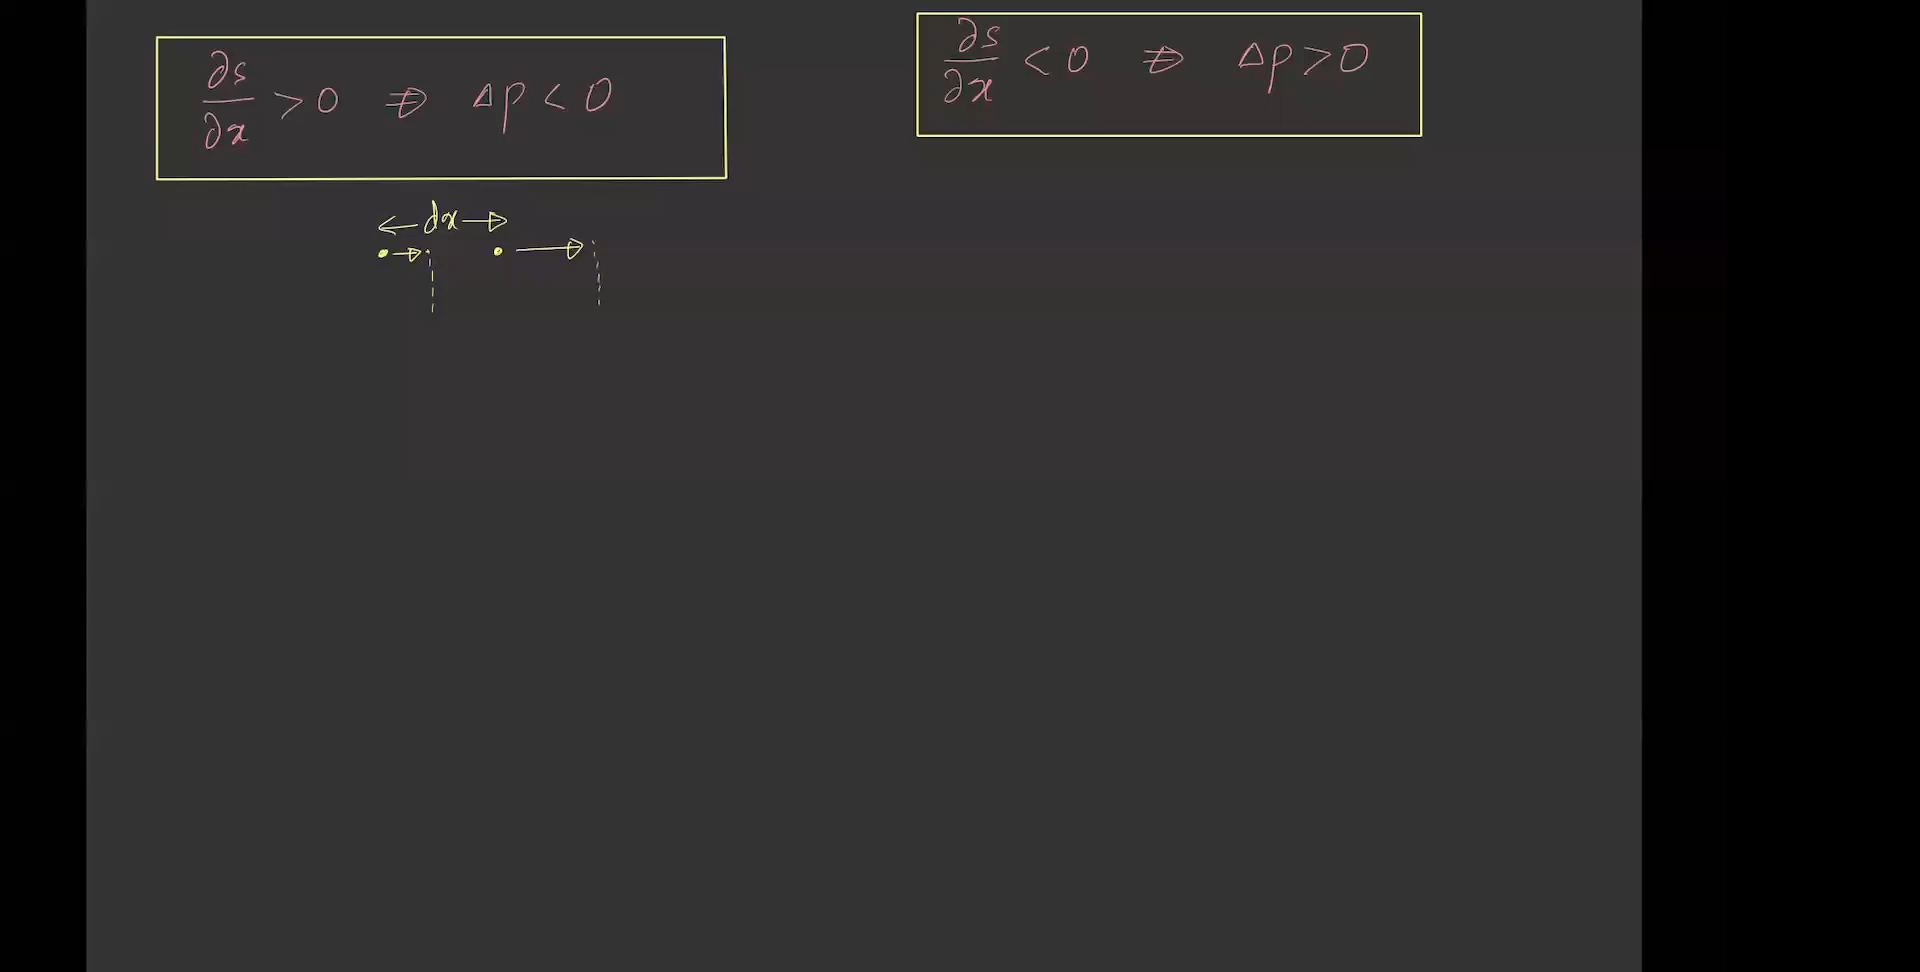 ∂s/∂x > 0 ⇒ Δp < 0
∂s/∂x < 0 ⇒ Δp > 0
dx